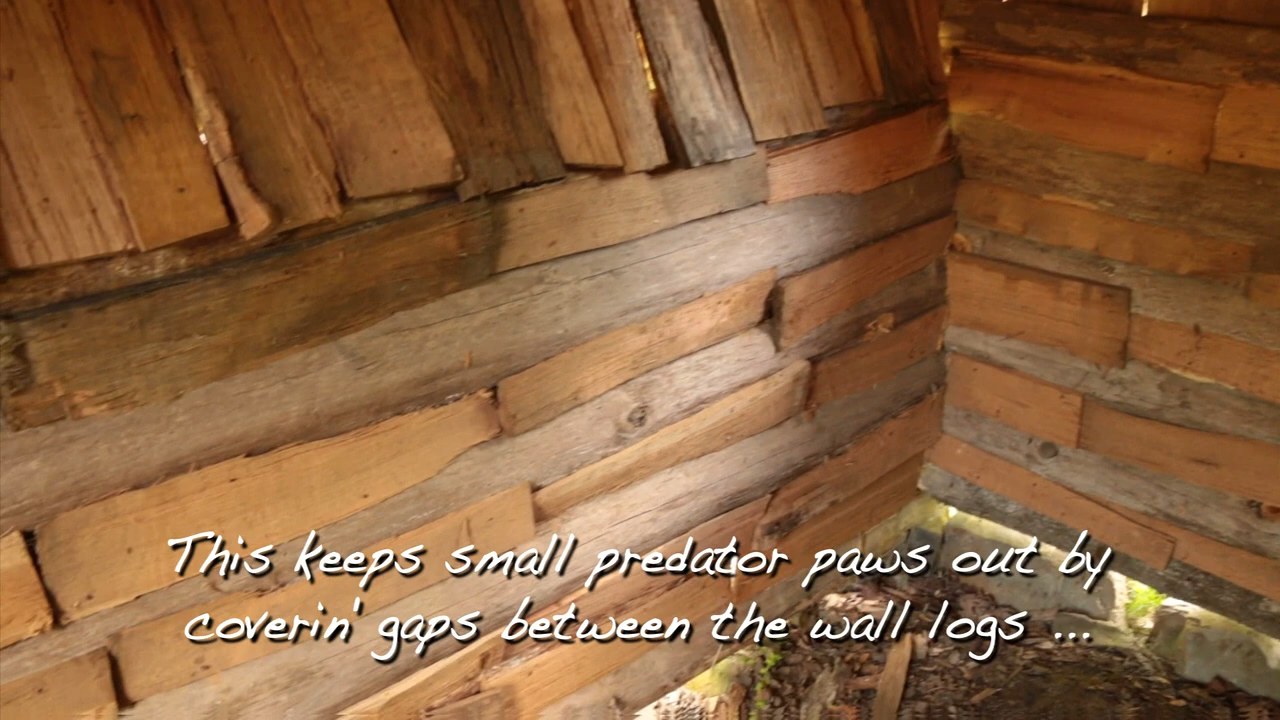 This keeps small predator paws out by
coverin' gaps between the wall logs ...